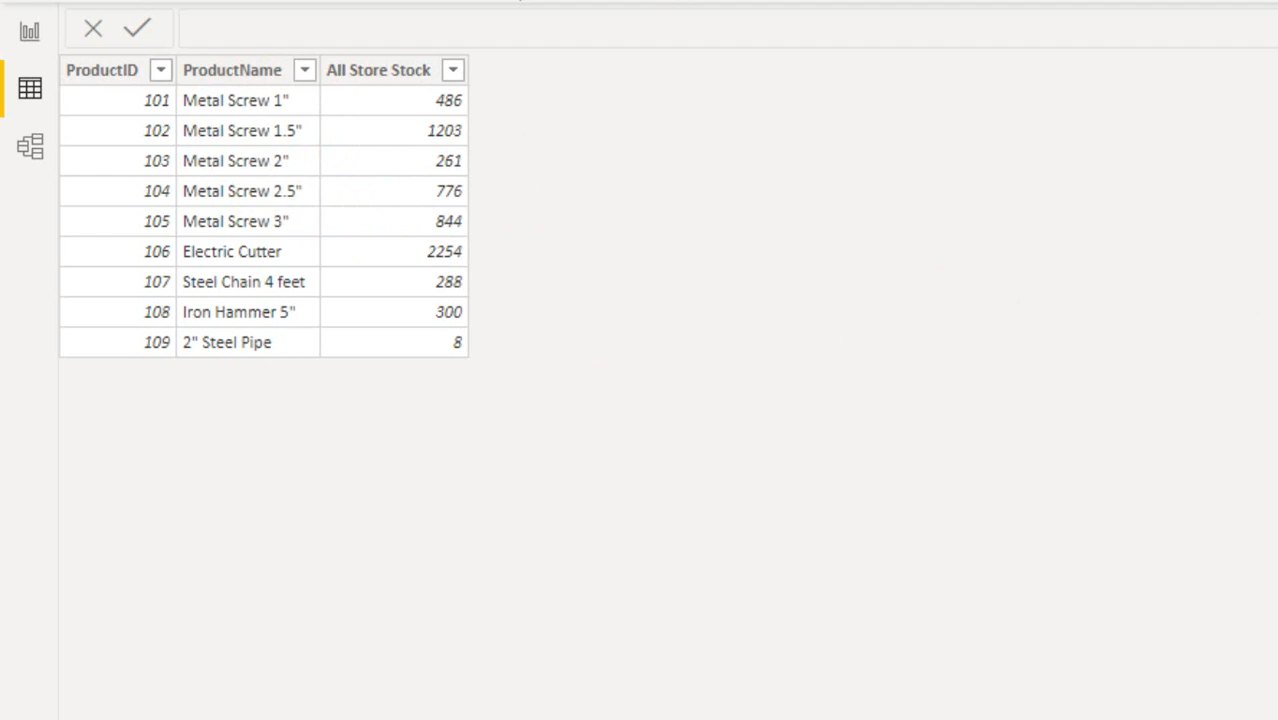 ProductID ProductName All Store Stock
101 Metal Screw 1" 486
102 Metal Screw 1.5" 1203
103 Metal Screw 2" 261
104 Metal Screw 2.5" 776
105 Metal Screw 3" 844
106 Electric Cutter 2254
107 Steel Chain 4 feet 288
108 Iron Hammer 5" 300
109 2" Steel Pipe 8